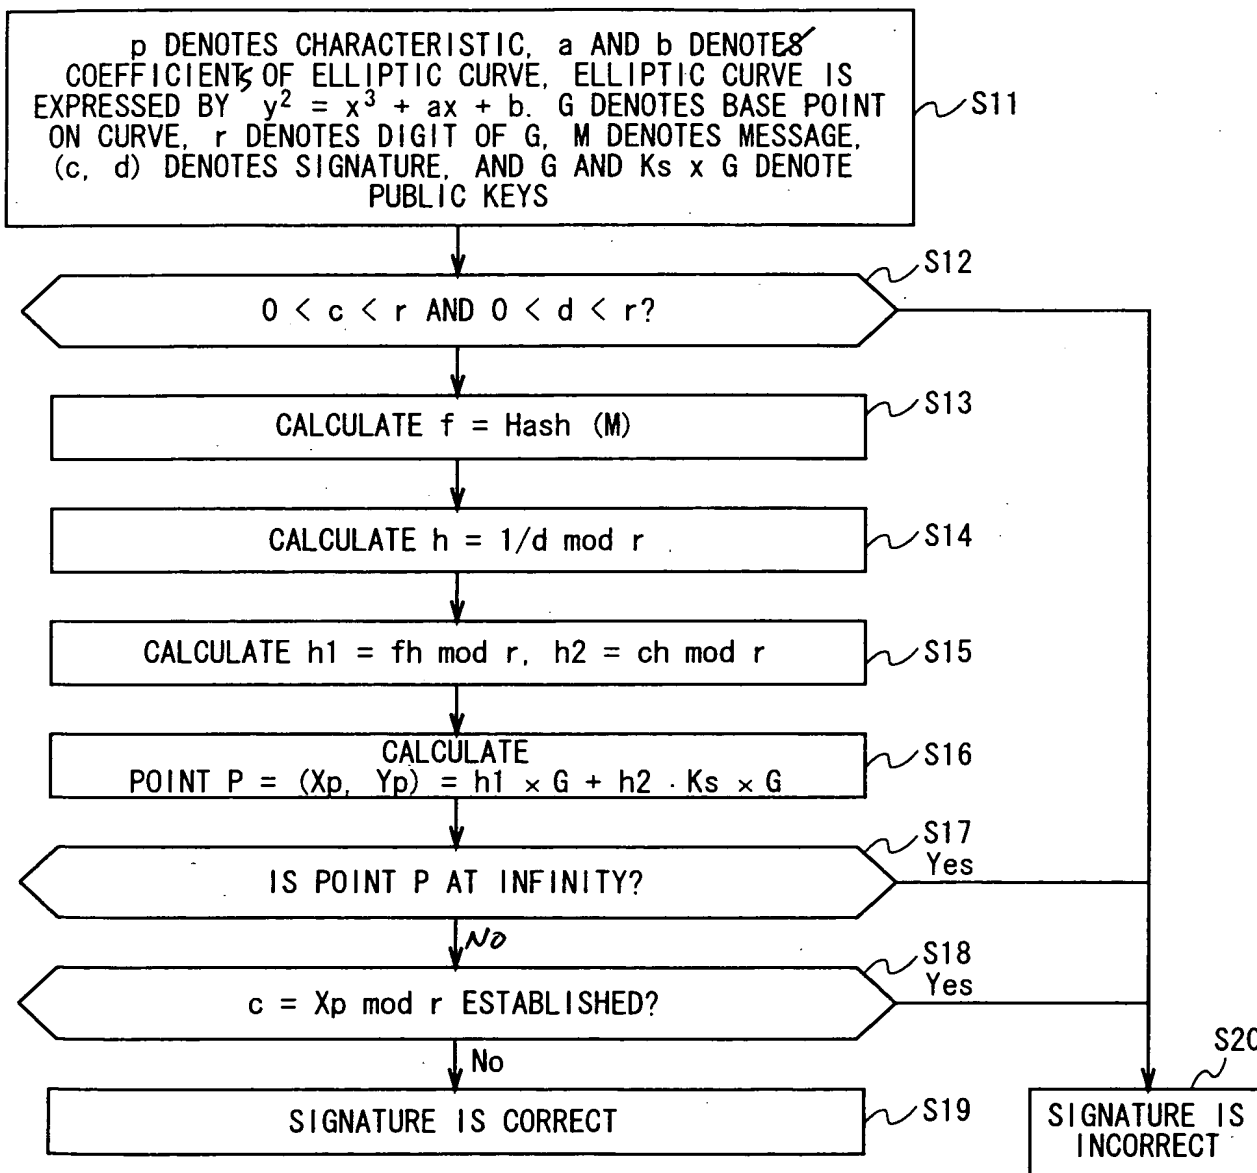 p DENOTES CHARACTERISTIC, a AND b DENOTES
COEFFICIENTS OF ELLIPTIC CURVE, ELLIPTIC CURVE IS
EXPRESSED BY y² = x³ + ax + b. G DENOTES BASE POINT
ON CURVE, r DENOTES DIGIT OF G, M DENOTES MESSAGE,
(c, d) DENOTES SIGNATURE, AND G AND Ks x G DENOTE
PUBLIC KEYS
S11
S12
0 < c < r AND 0 < d < r?
S13
CALCULATE f = Hash (M)
CALCULATE h = 1/d mod r
S14
CALCULATE h1 = fh mod r, h2 = ch mod r
S15
CALCULATE
POINT P = (Xp, Yp) = h1 × G + h2 · Ks × G
S16
S17
Yes
IS POINT P AT INFINITY?
No
S18
Yes
c = Xp mod r ESTABLISHED?
No
S20
SIGNATURE IS CORRECT
S19
SIGNATURE IS
INCORRECT